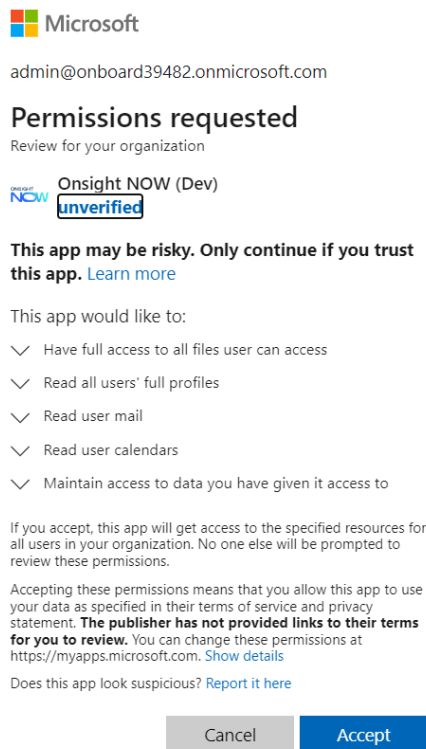 Microsoft
admin@onboard39482.onmicrosoft.com
Permissions requested
Review for your organization
ONSIGHT
NOW
Onsight NOW (Dev)
unverified
This app may be risky. Only continue if you trust
this app. Learn more
This app would like to:
Have full access to all files user can access
Read all users' full profiles
Read user mail
Read user calendars
Maintain access to data you have given it access to
If you accept, this app will get access to the specified resources for
all users in your organization. No one else will be prompted to
review these permissions.
Accepting these permissions means that you allow this app to use
your data as specified in their terms of service and privacy
statement. The publisher has not provided links to their terms
for you to review. You can change these permissions at
https://myapps.microsoft.com. Show details
Does this app look suspicious? Report it here
Cancel
Accept